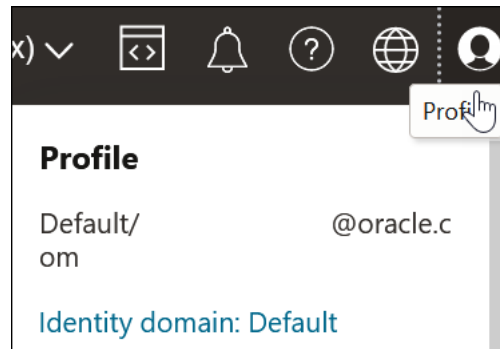 x)
Profi
Profile
Default/ @oracle.c
om
Identity domain: Default